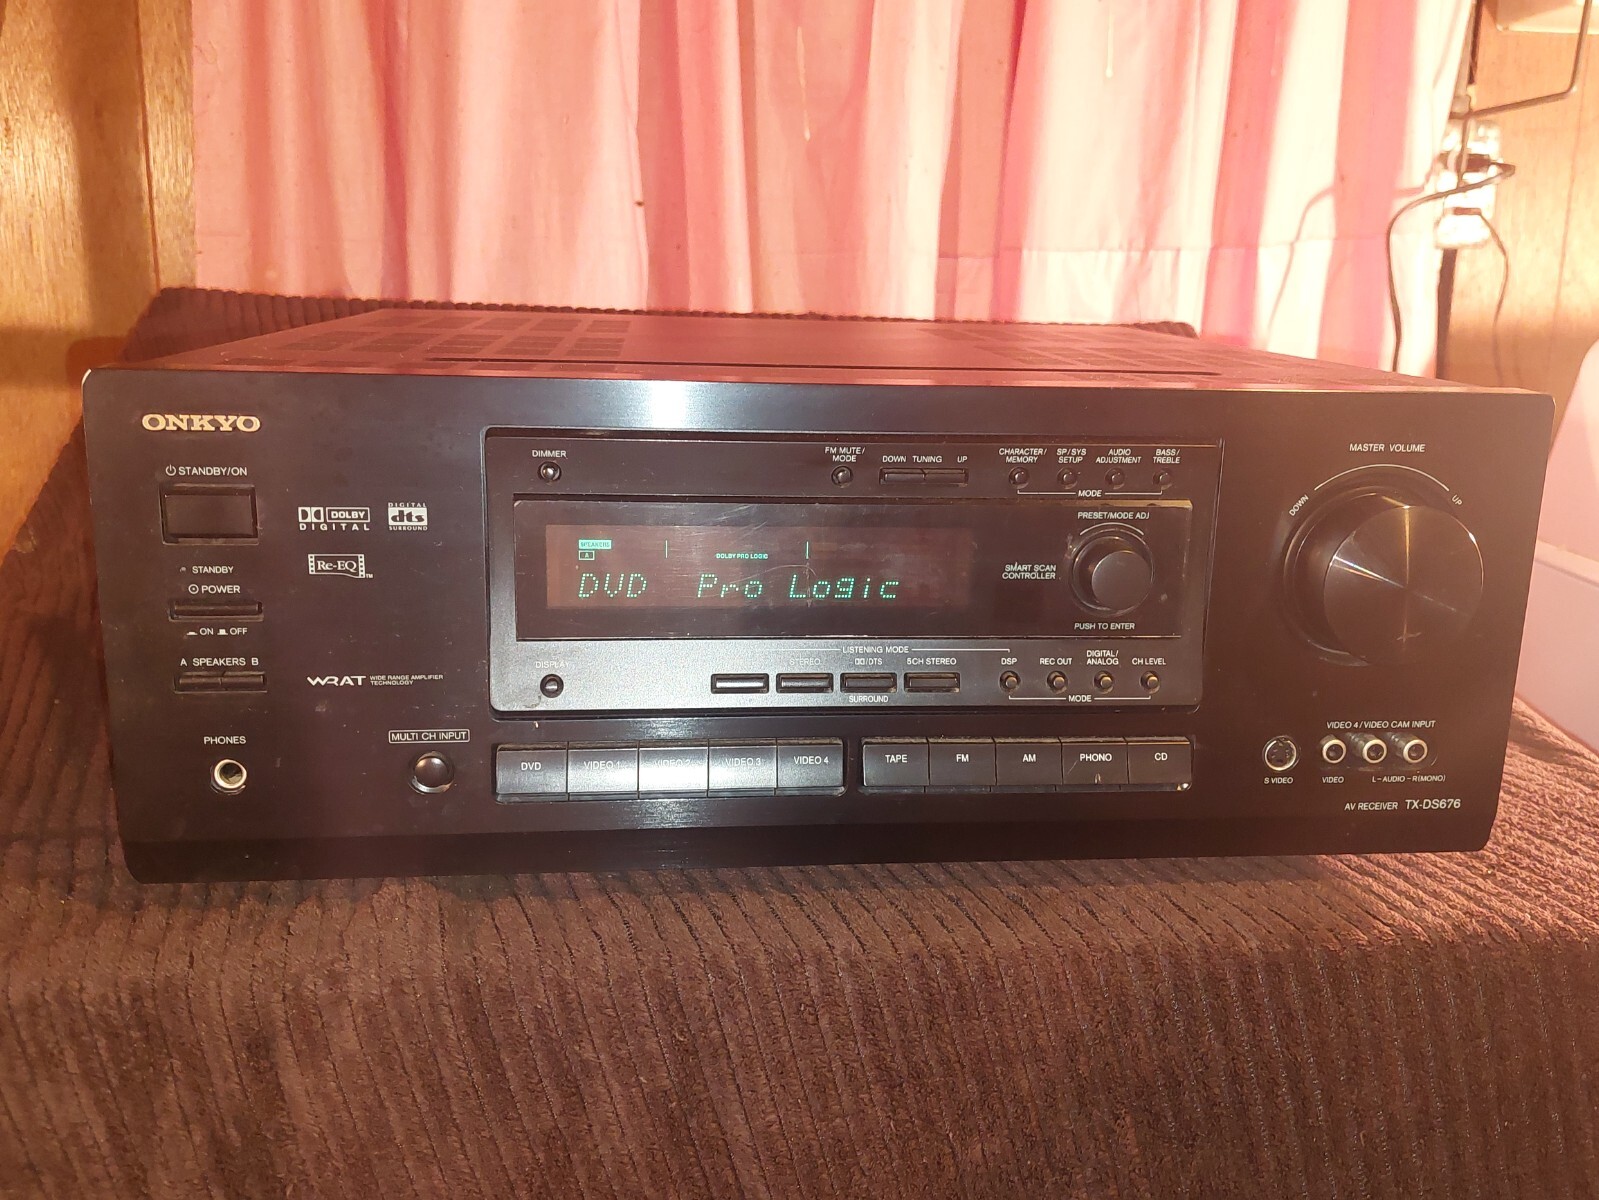 ONKYO
STANDBY/ON
DOLBY
DIGITAL
DIGITAL
dts
SURROUND
Re-EQ
TM
STANDBY
POWER
ON OFF
A SPEAKERS B
WRAT WIDE RANGE AMPLIFIER
TECHNOLOGY
PHONES
MULTI CH INPUT
DIMMER
FM MUTE/
MODE
DOWN TUNING UP
CHARACTER/
MEMORY
SP/SYS
SETUP
AUDIO
ADJUSTMENT
BASS/
TREBLE
MODE
SPEAKERS
A
DOLBY PRO LOGIC
DVD Pro Logic
PRESET/MODE ADJ
SMART SCAN
CONTROLLER
PUSH TO ENTER
DISPLAY
LISTENING MODE
STEREO
/DTS
SURROUND
5CH STEREO
DSP
REC OUT
DIGITAL/
ANALOG
CH LEVEL
MODE
DVD
VIDEO 1
VIDEO 2
VIDEO 3
VIDEO 4
TAPE
FM
AM
PHONO
CD
MASTER VOLUME
DOWN
UP
VIDEO 4/VIDEO CAM INPUT
S VIDEO
VIDEO
L-AUDIO-R(MONO)
AV RECEIVER TX-DS676